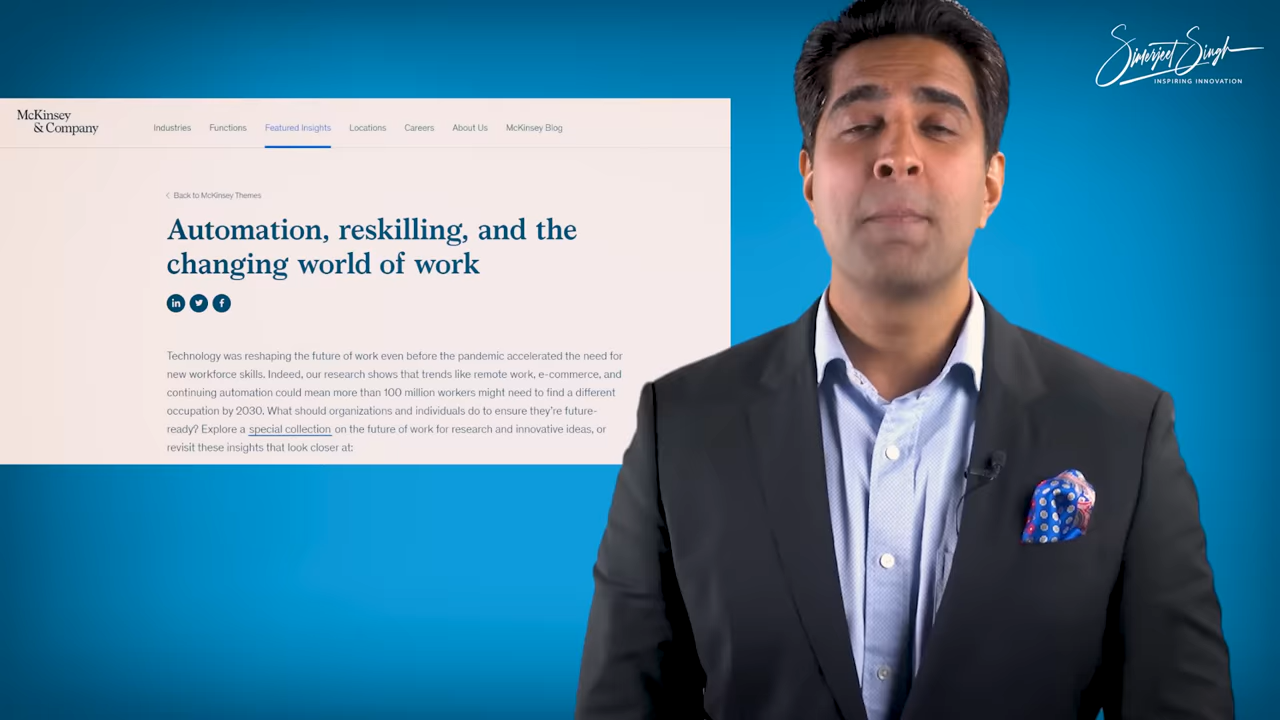 Simerjeet Singh
INSPIRING INNOVATION
McKinsey
& Company
Industries Functions Featured Insights Locations Careers About Us McKinsey Blog
Back to McKinsey Themes
Automation, reskilling, and the
changing world of work
in f
Technology was reshaping the future of work even before the pandemic accelerated the need for
new workforce skills. Indeed, our research shows that trends like remote work, e-commerce, and
continuing automation could mean more than 100 million workers might need to find a different
occupation by 2030. What should organizations and individuals do to ensure they're future-
ready? Explore a special collection on the future of work for research and innovative ideas, or
revisit these insights that look closer at: